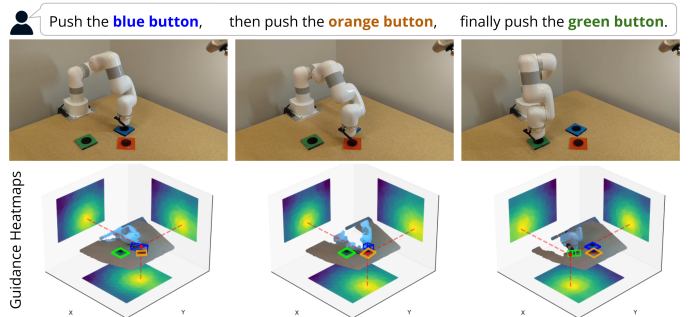 Push the blue button, then push the orange button, finally push the green button.
Guidance Heatmaps
X Y X Y X Y